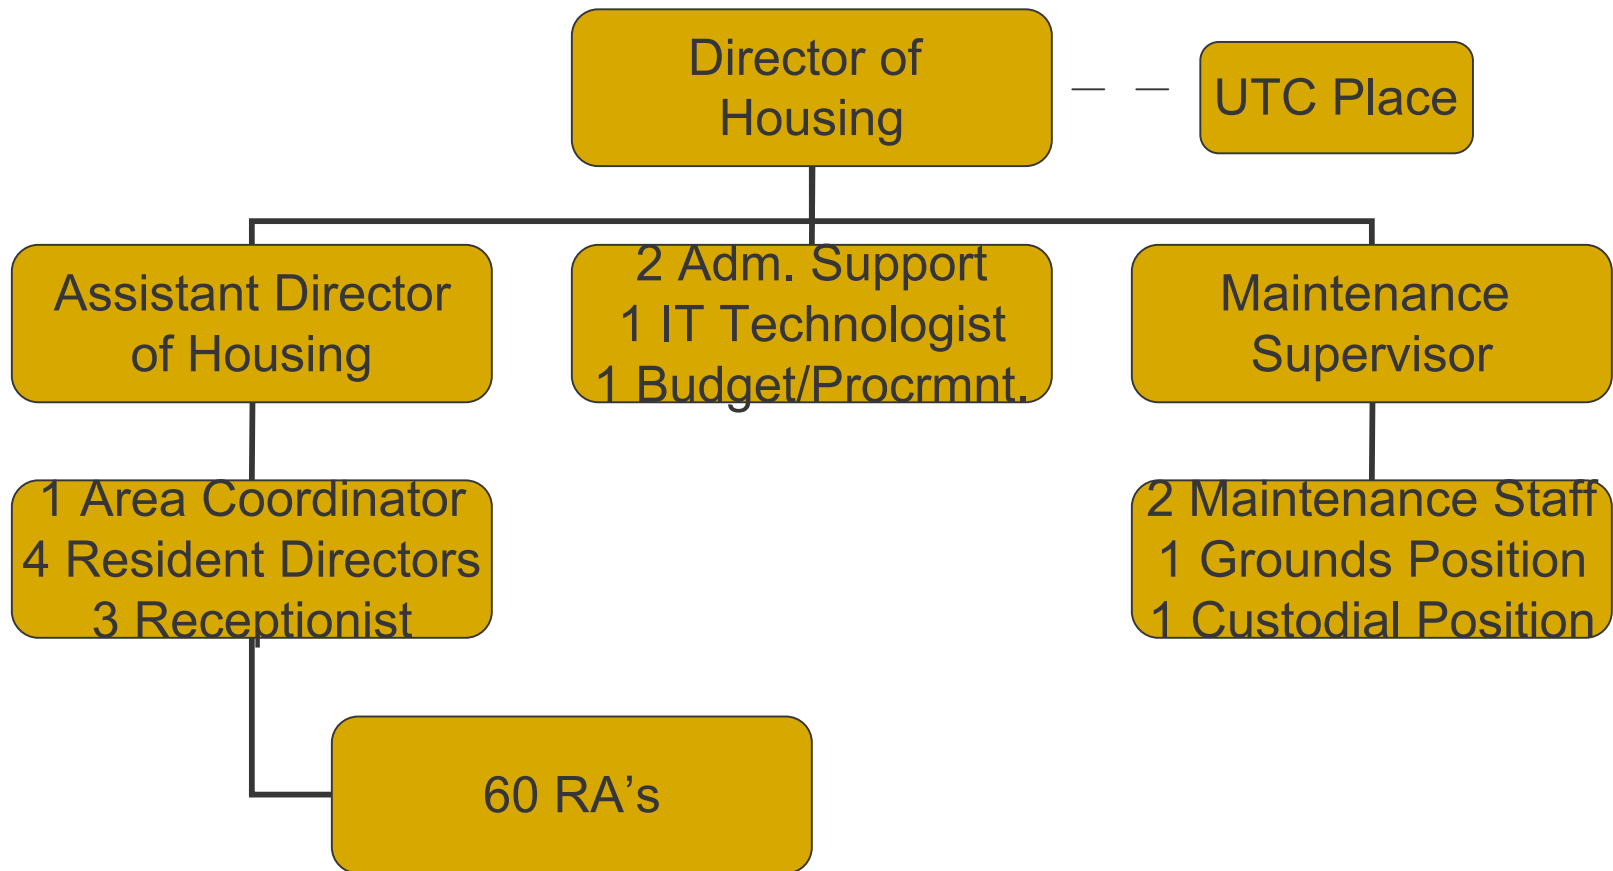 Director of
Housing
UTC Place
Assistant Director
of Housing
2 Adm. Support
1 IT Technologist
1 Budget/Procrmnt.
Maintenance
Supervisor
1 Area Coordinator
4 Resident Directors
3 Receptionist
2 Maintenance Staff
1 Grounds Position
1 Custodial Position
60 RA’s